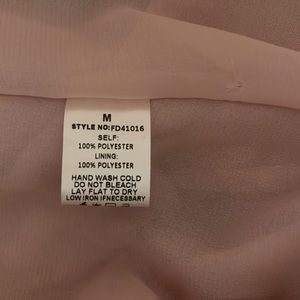 M
STYLE NO:FD41016
SELF:
100% POLYESTER
LINING:
100% POLYESTER
HAND WASH COLD
DO NOT BLEACH
LAY FLAT TO DRY
LOW IRON IFNECESSARY